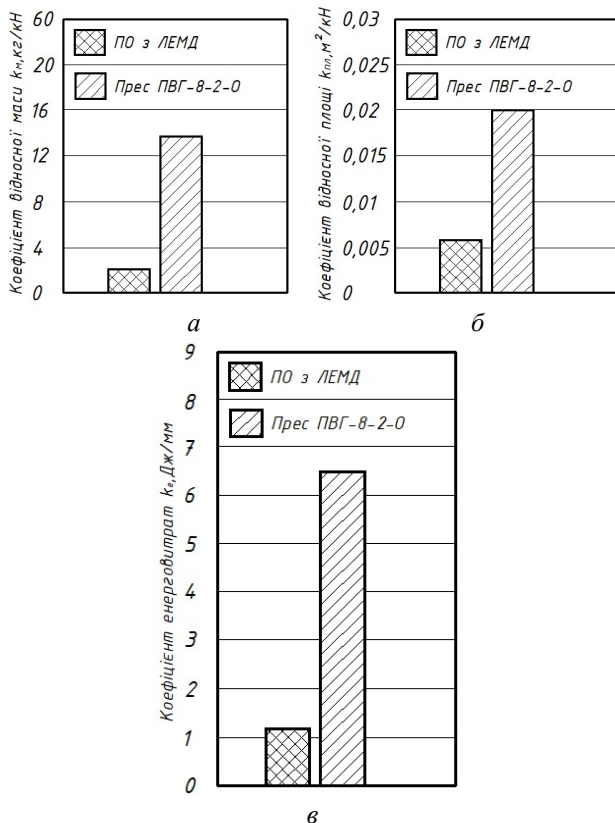 Коефіцієнт відносної маси kм,кг/кН
60
20
16
12
8
4
0
ПО з ЛЕМД
Прес ПВГ-8-2-0
а
Коефіцієнт відносної площі kпл,м²/кН
0,03
0,025
0,02
0,015
0,01
0,005
0
ПО з ЛЕМД
Прес ПВГ-8-2-0
б
Коефіцієнт енерговитрат kе,Дж/мм
9
8
7
6
5
4
3
2
1
0
ПО з ЛЕМД
Прес ПВГ-8-2-0
в